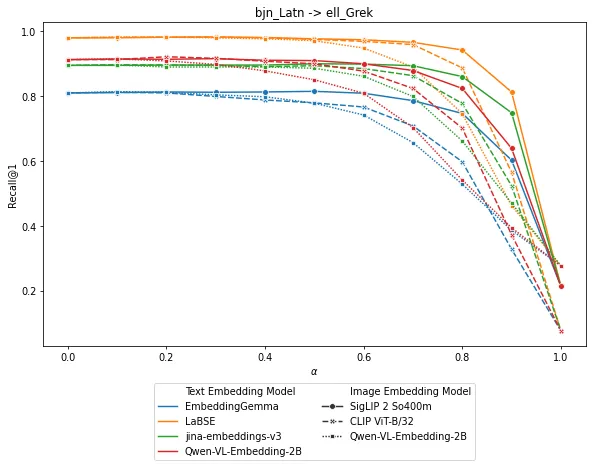 bjn_Latn -> ell_Grek
Recall@1
1.0
0.8
0.6
0.4
0.2
0.0 0.2 0.4 0.6 0.8 1.0
α
Text Embedding Model
EmbeddingGemma
LaBSE
jina-embeddings-v3
Qwen-VL-Embedding-2B
Image Embedding Model
SigLIP 2 So400m
CLIP ViT-B/32
Qwen-VL-Embedding-2B